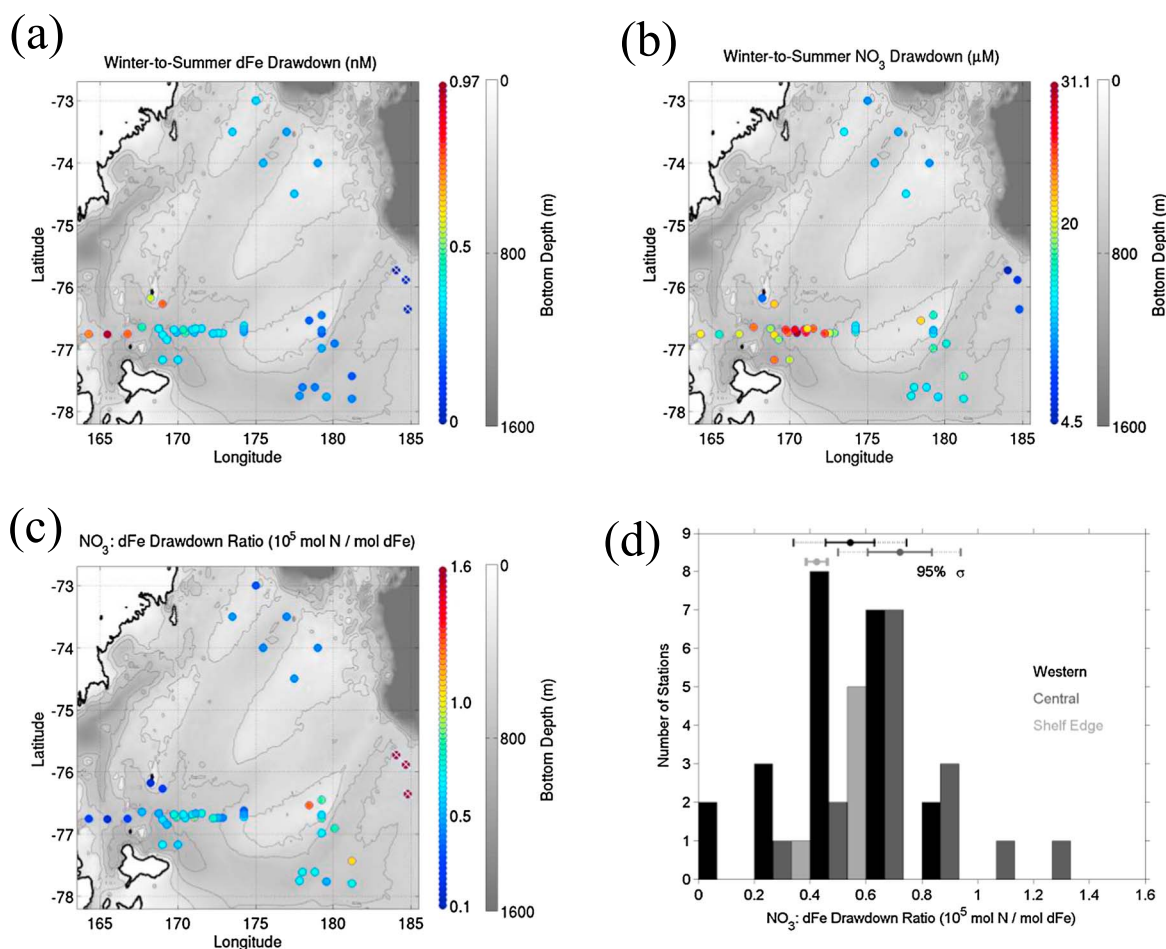 (a)
Winter-to-Summer dFe Drawdown (nM)
-73
-74
-75
-76
-77
-78
Latitude
165 170 175 180 185
Longitude
0.97
0.5
0
0
800
1600
Bottom Depth (m)
(b)
Winter-to-Summer NO3 Drawdown (μM)
-73
-74
-75
-76
-77
-78
Latitude
165 170 175 180 185
Longitude
31.1
20
4.5
0
800
1600
Bottom Depth (m)
(c)
NO3: dFe Drawdown Ratio (10^5 mol N / mol dFe)
-73
-74
-75
-76
-77
-78
Latitude
165 170 175 180 185
Longitude
1.6
1.0
0.5
0.1
0
800
1600
Bottom Depth (m)
(d)
9
8
7
6
5
4
3
2
1
0
Number of Stations
95% σ
Western
Central
Shelf Edge
0 0.2 0.4 0.6 0.8 1 1.2 1.4 1.6
NO3: dFe Drawdown Ratio (10^5 mol N / mol dFe)